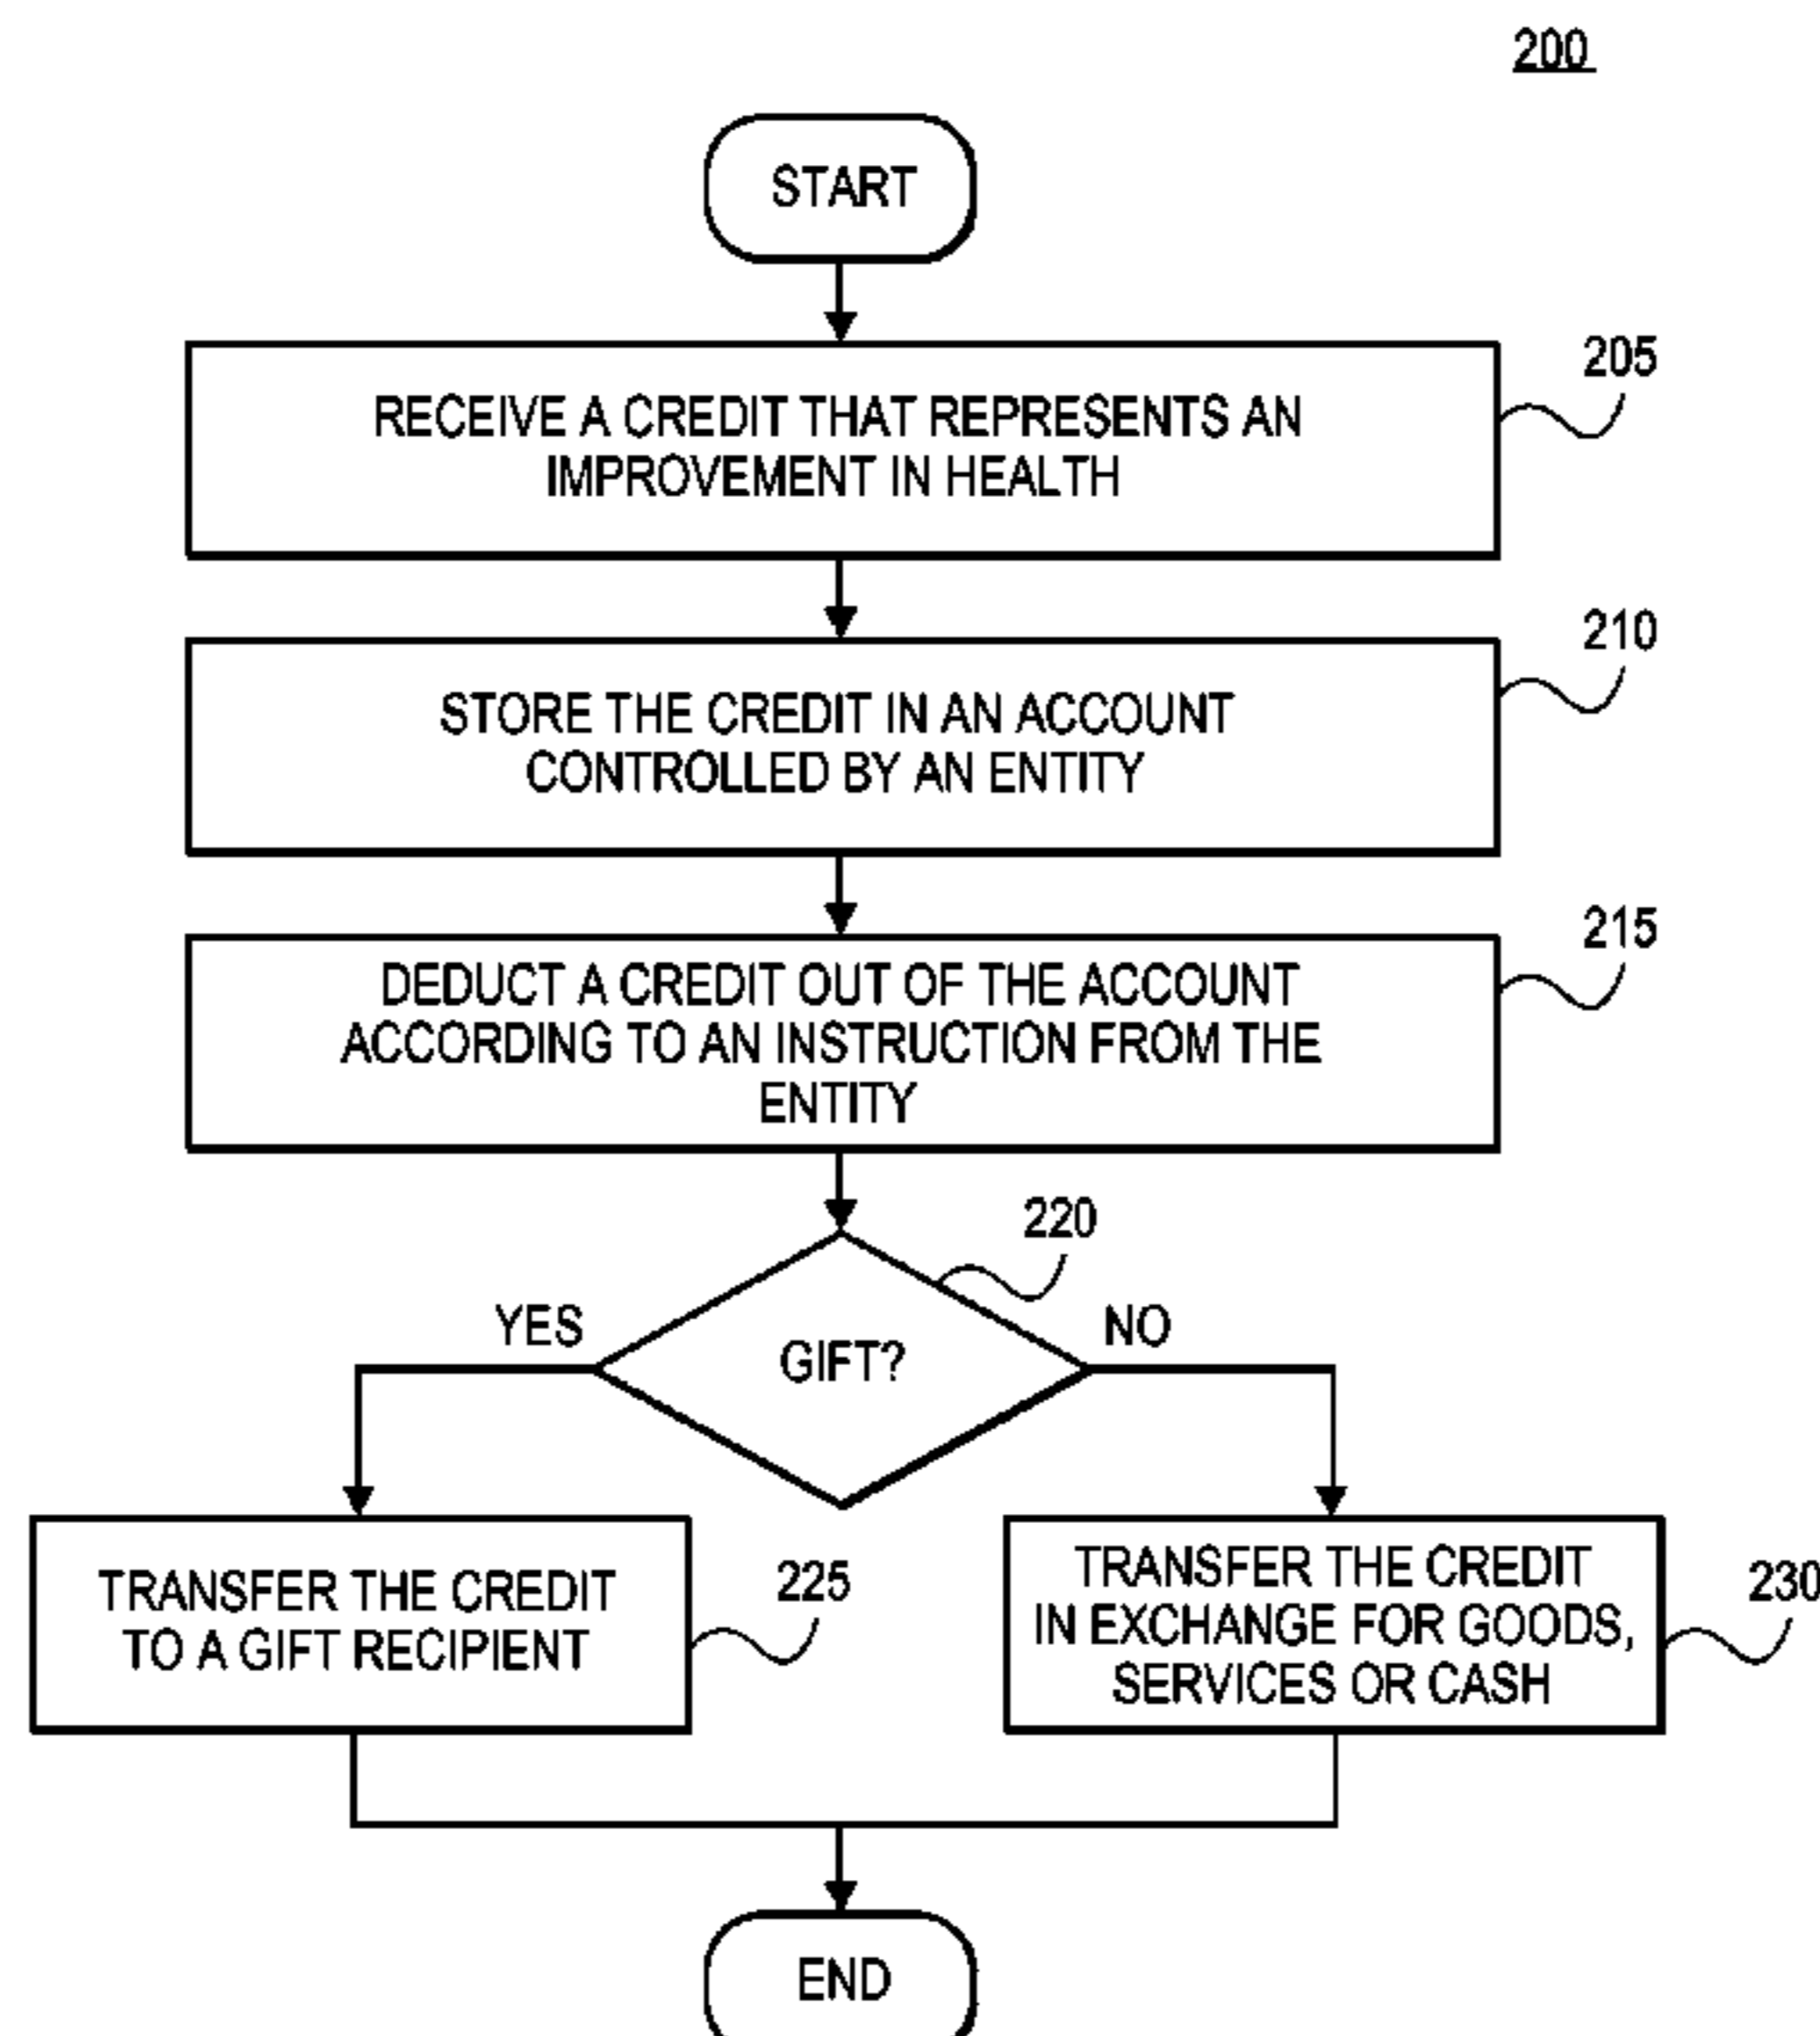 200
START
205
RECEIVE A CREDIT THAT REPRESENTS AN
IMPROVEMENT IN HEALTH
210
STORE THE CREDIT IN AN ACCOUNT
CONTROLLED BY AN ENTITY
215
DEDUCT A CREDIT OUT OF THE ACCOUNT
ACCORDING TO AN INSTRUCTION FROM THE
ENTITY
220
YES
GIFT?
NO
TRANSFER THE CREDIT
TO A GIFT RECIPIENT
225
TRANSFER THE CREDIT
IN EXCHANGE FOR GOODS,
SERVICES OR CASH
230
END